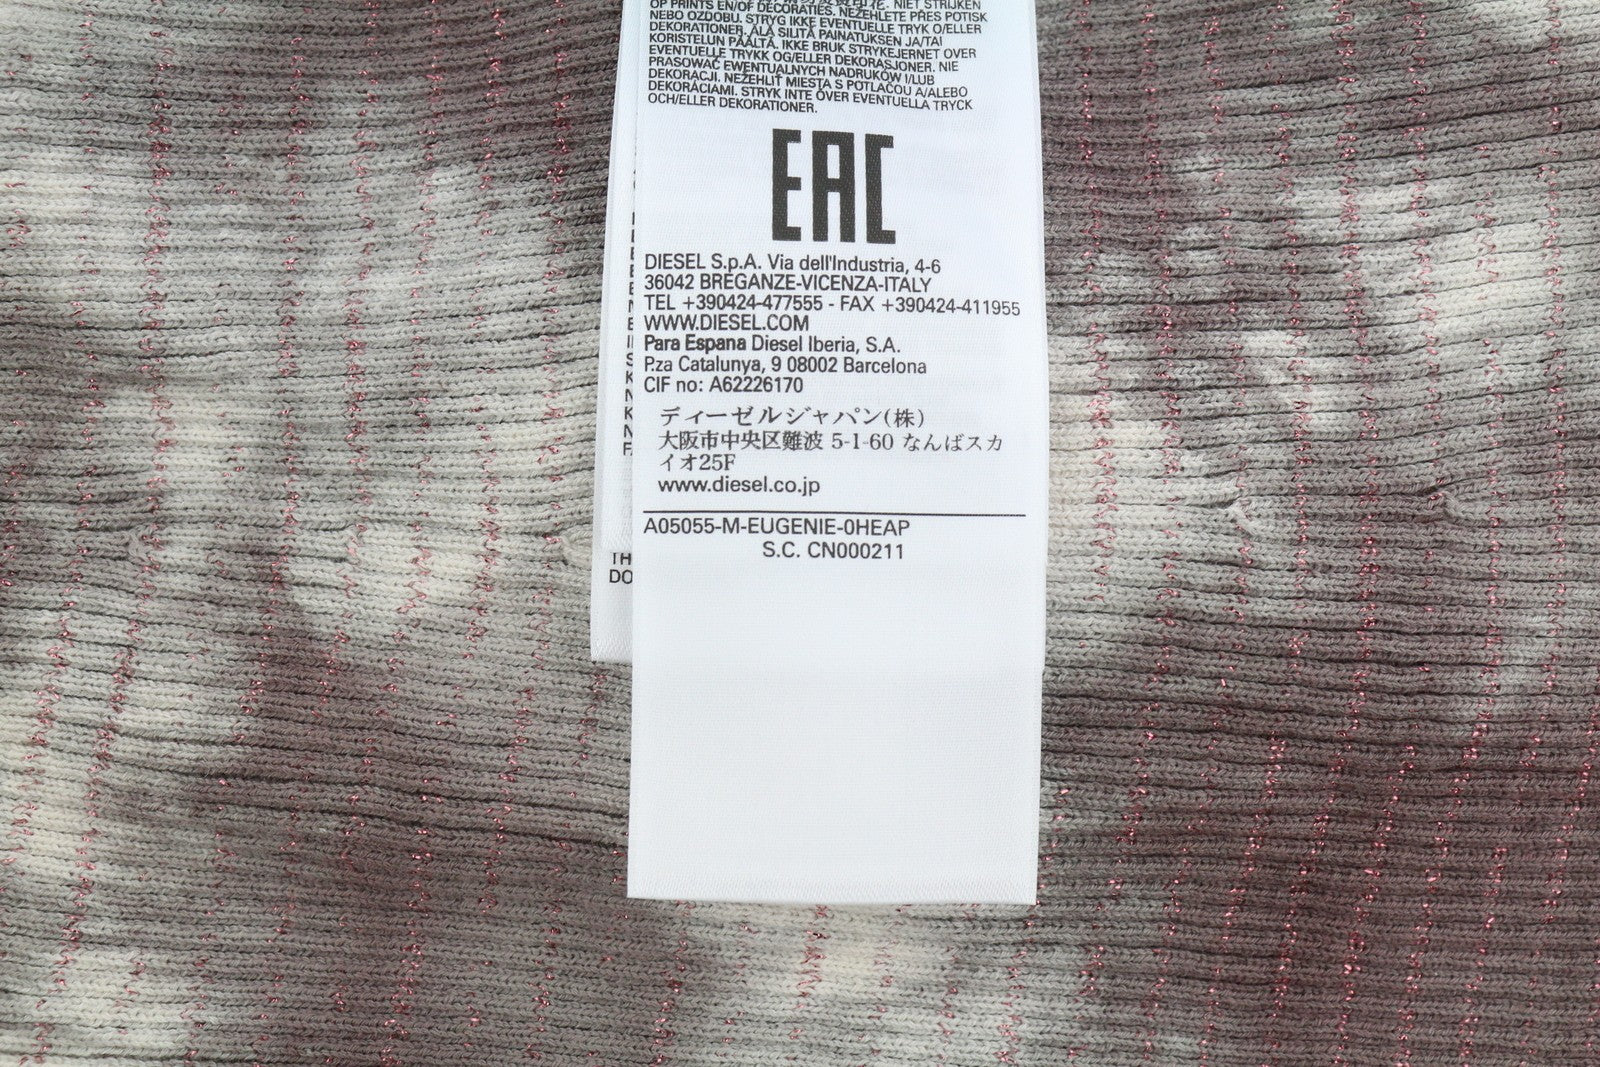 OF PRINTS EN/OF DECORATIES. NEŽEHLETE PŘES POTISK
NEBO OZDOBU. STRYG IKKE EVENTUELLE TRYK O/ELLER
DEKORATIONER. ÄLÄ SILITÄ PAINATUKSEN JA/TAI
KORISTELUN PÄÄLTÄ. IKKE BRUK STRYKEJERNET OVER
EVENTUELLE TRYKK OG/ELLER DEKORASJONER. NIE
PRASOWAĆ EWENTUALNYCH NADRUKÓW I/LUB
DEKORACJI. NEŽEHLIŤ MIESTA S POTLAČOU A/ALEBO
DEKORÁCIAMI. STRYK INTE ÖVER EVENTUELLA TRYCK
OCH/ELLER DEKORATIONER.
EAC
DIESEL S.p.A. Via dell'Industria, 4-6
36042 BREGANZE-VICENZA-ITALY
TEL +390424-477555 - FAX +390424-411955
WWW.DIESEL.COM
Para Espana Diesel Iberia, S.A.
P.za Catalunya, 9 08002 Barcelona
CIF no: A62226170
ディーゼルジャパン(株)
大阪市中央区難波 5-1-60 なんばスカ
イオ25F
www.diesel.co.jp
A05055-M-EUGENIE-0HEAP
S.C. CN000211
TH
DO